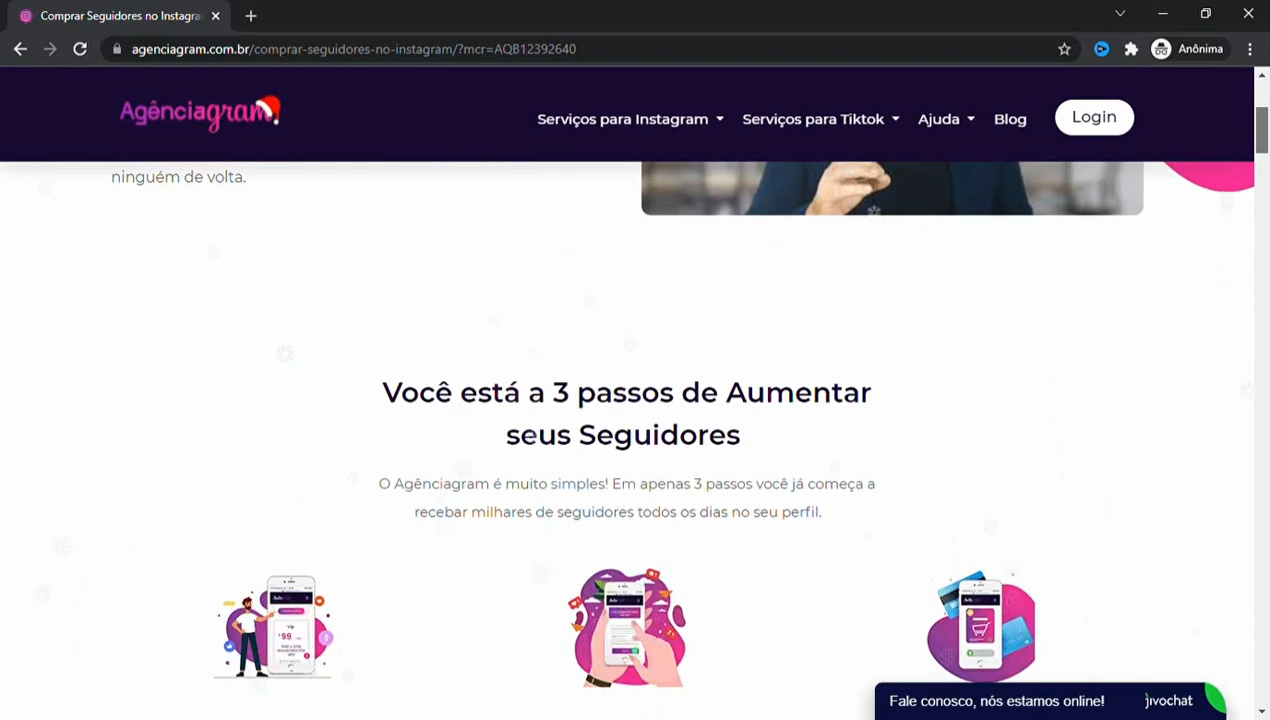 Comprar Seguidores no Instagra
agenciagram.com.br/comprar-seguidores-no-instagram/?mcr=AQB12392640
Anônima
Agênciagram
Serviços para Instagram
Serviços para Tiktok
Ajuda
Blog
Login
ninguém de volta.
Você está a 3 passos de Aumentar
seus Seguidores
O Agênciagram é muito simples! Em apenas 3 passos você já começa a
recebar milhares de seguidores todos os dias no seu perfil.
99
Fale conosco, nós estamos online!
jivochat